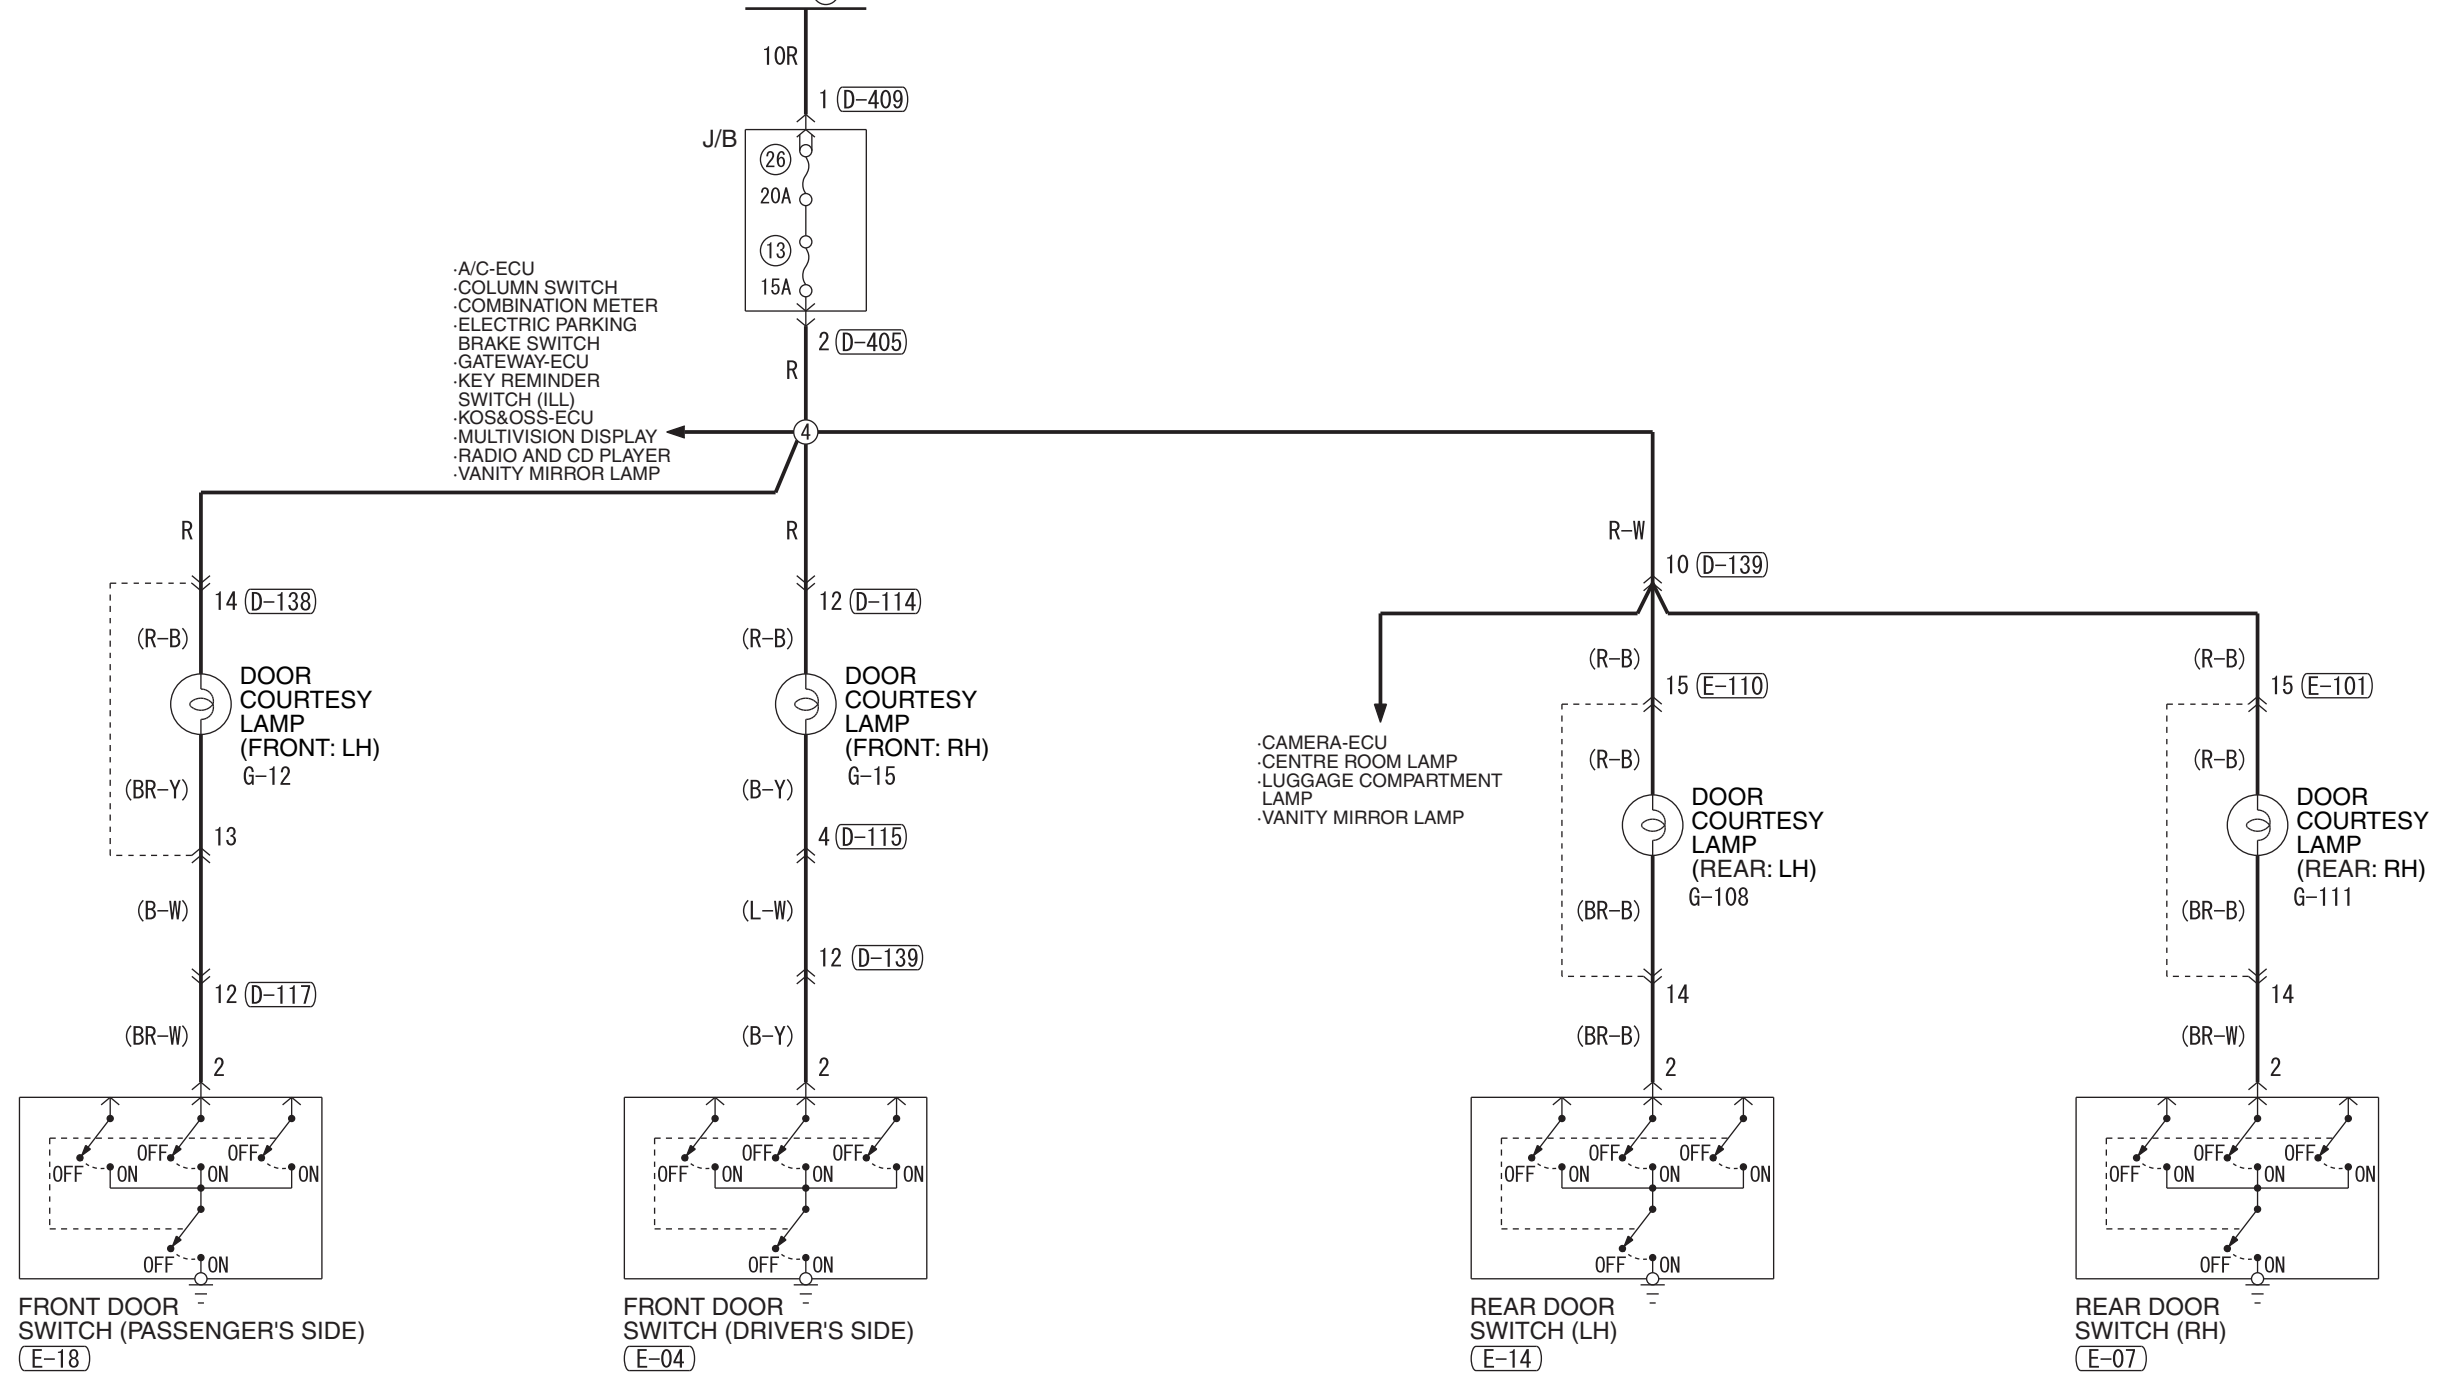 10R
1 D-409
J/B
26
20A
13
15A
2 D-405
R
·A/C-ECU
·COLUMN SWITCH
·COMBINATION METER
·ELECTRIC PARKING
BRAKE SWITCH
·GATEWAY-ECU
·KEY REMINDER
SWITCH (ILL)
·KOS&OSS-ECU
·MULTIVISION DISPLAY
·RADIO AND CD PLAYER
·VANITY MIRROR LAMP
4
R
14 D-138
(R-B)
DOOR
COURTESY
LAMP
(FRONT: LH)
G-12
(BR-Y)
13
(B-W)
12 D-117
(BR-W)
2
OFF OFF OFF
ON ON ON
OFF ON
FRONT DOOR
SWITCH (PASSENGER'S SIDE)
E-18
R
12 D-114
(R-B)
DOOR
COURTESY
LAMP
(FRONT: RH)
G-15
(B-Y)
4 D-115
(L-W)
12 D-139
(B-Y)
2
OFF OFF OFF
ON ON ON
OFF ON
FRONT DOOR
SWITCH (DRIVER'S SIDE)
E-04
R-W
10 D-139
·CAMERA-ECU
·CENTRE ROOM LAMP
·LUGGAGE COMPARTMENT
LAMP
·VANITY MIRROR LAMP
(R-B)
15 E-110
(R-B)
DOOR
COURTESY
LAMP
(REAR: LH)
G-108
(BR-B)
14
(BR-B)
2
OFF OFF OFF
ON ON ON
OFF ON
REAR DOOR
SWITCH (LH)
E-14
(R-B)
15 E-101
(R-B)
DOOR
COURTESY
LAMP
(REAR: RH)
G-111
(BR-B)
14
(BR-W)
2
OFF OFF OFF
ON ON ON
OFF ON
REAR DOOR
SWITCH (RH)
E-07